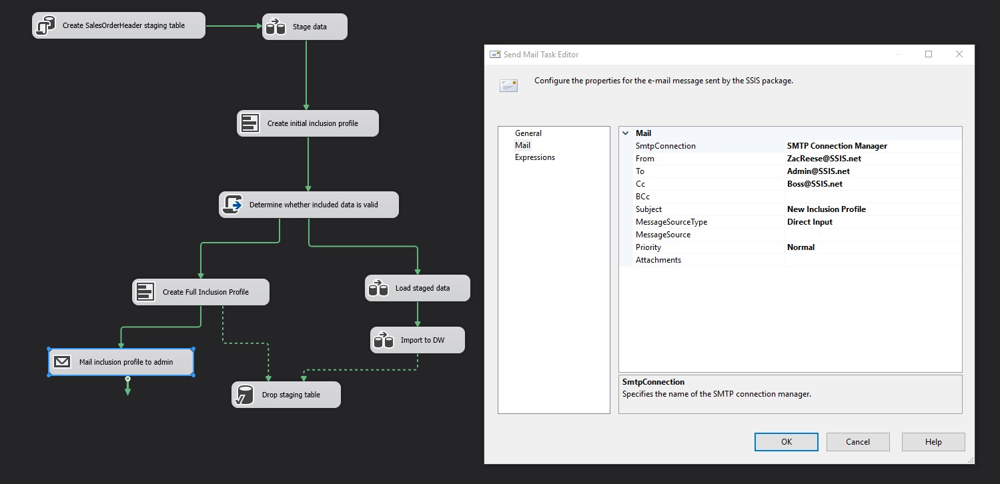 Create SalesOrderHeader staging table
Stage data
Create initial inclusion profile
Determine whether included data is valid
Create Full Inclusion Profile
Load staged data
Import to DW
Mail inclusion profile to admin
Drop staging table
Send Mail Task Editor
Configure the properties for the e-mail message sent by the SSIS package.
General
Mail
Expressions
Mail
SmtpConnection SMTP Connection Manager
From ZacReese@SSIS.net
To Admin@SSIS.net
Cc Boss@SSIS.net
BCc
Subject New Inclusion Profile
MessageSourceType Direct Input
MessageSource
Priority Normal
Attachments
SmtpConnection
Specifies the name of the SMTP connection manager.
OK Cancel Help